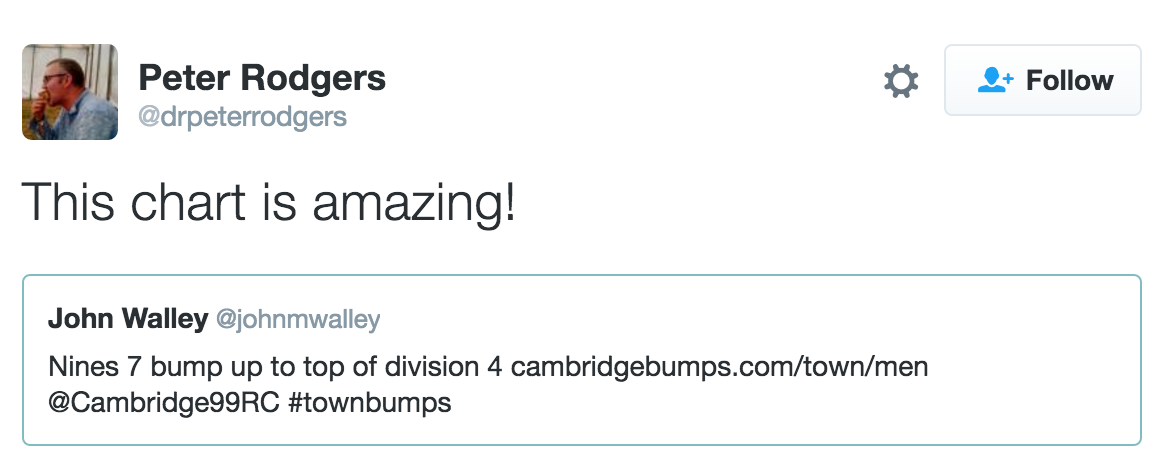 Peter Rodgers
@drpeterrodgers
Follow
This chart is amazing!
John Walley @johnmwalley
Nines 7 bump up to top of division 4 cambridgebumps.com/town/men
@Cambridge99RC #townbumps